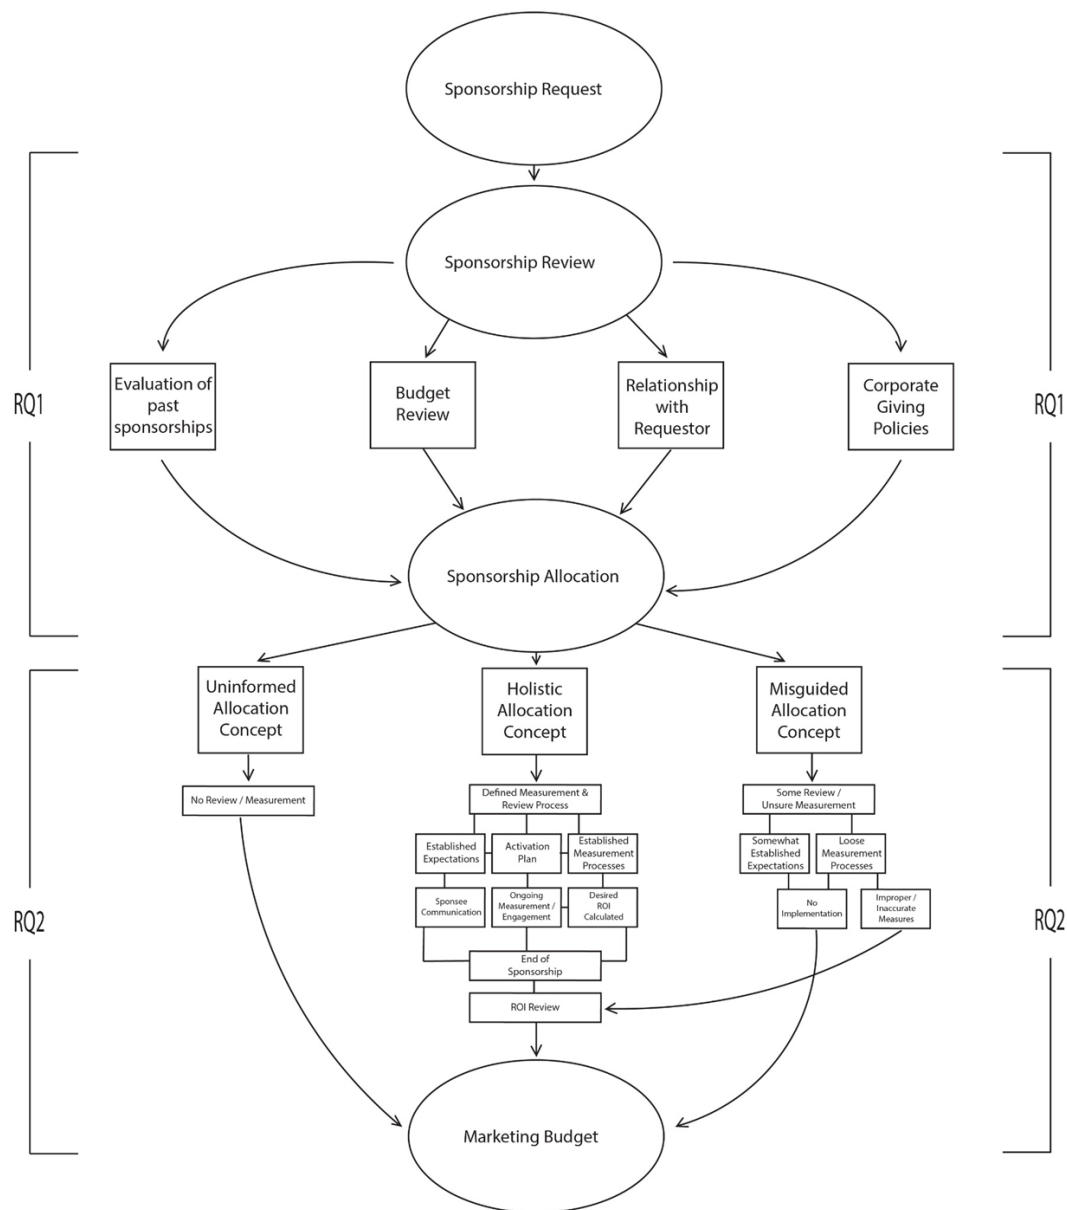 Sponsorship Request
Sponsorship Review
Evaluation of
past
sponsorships
Budget
Review
Relationship
with
Requestor
Corporate
Giving
Policies
RQ1
RQ1
Sponsorship Allocation
Uninformed
Allocation
Concept
Holistic
Allocation
Concept
Misguided
Allocation
Concept
No Review / Measurement
Defined Measurement &
Review Process
Some Review /
Unsure Measurement
Established
Expectations
Activation
Plan
Established
Measurement
Processes
Somewhat
Established
Expectations
Loose
Measurement
Processes
Sponsee
Communication
Ongoing
Measurement /
Engagement
Desired
ROI
Calculated
No
Implementation
Improper /
Inaccurate
Measures
RQ2
RQ2
End of
Sponsorship
ROI Review
Marketing Budget